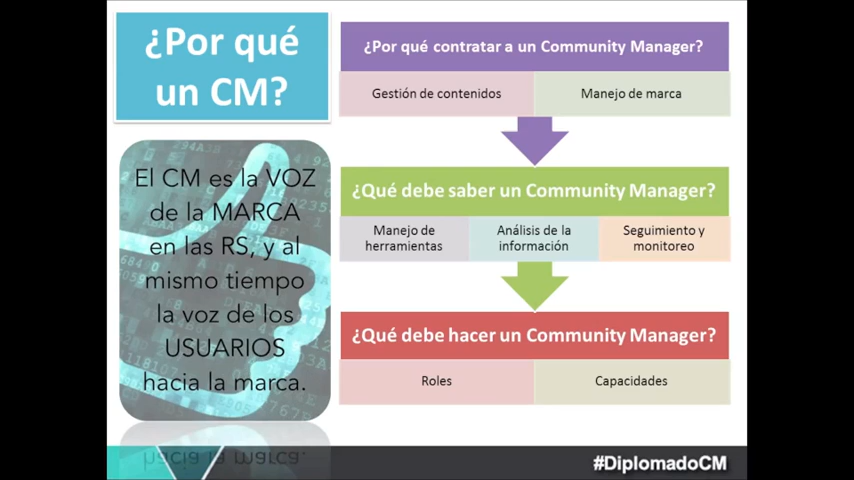 ¿Por qué
un CM?
El CM es la VOZ
de la MARCA
en las RS, y al
mismo tiempo
la voz de los
USUARIOS
hacia la marca.
¿Por qué contratar a un Community Manager?
Gestión de contenidos
Manejo de marca
¿Qué debe saber un Community Manager?
Manejo de
herramientas
Análisis de la
información
Seguimiento y
monitoreo
¿Qué debe hacer un Community Manager?
Roles
Capacidades
#DiplomadoCM